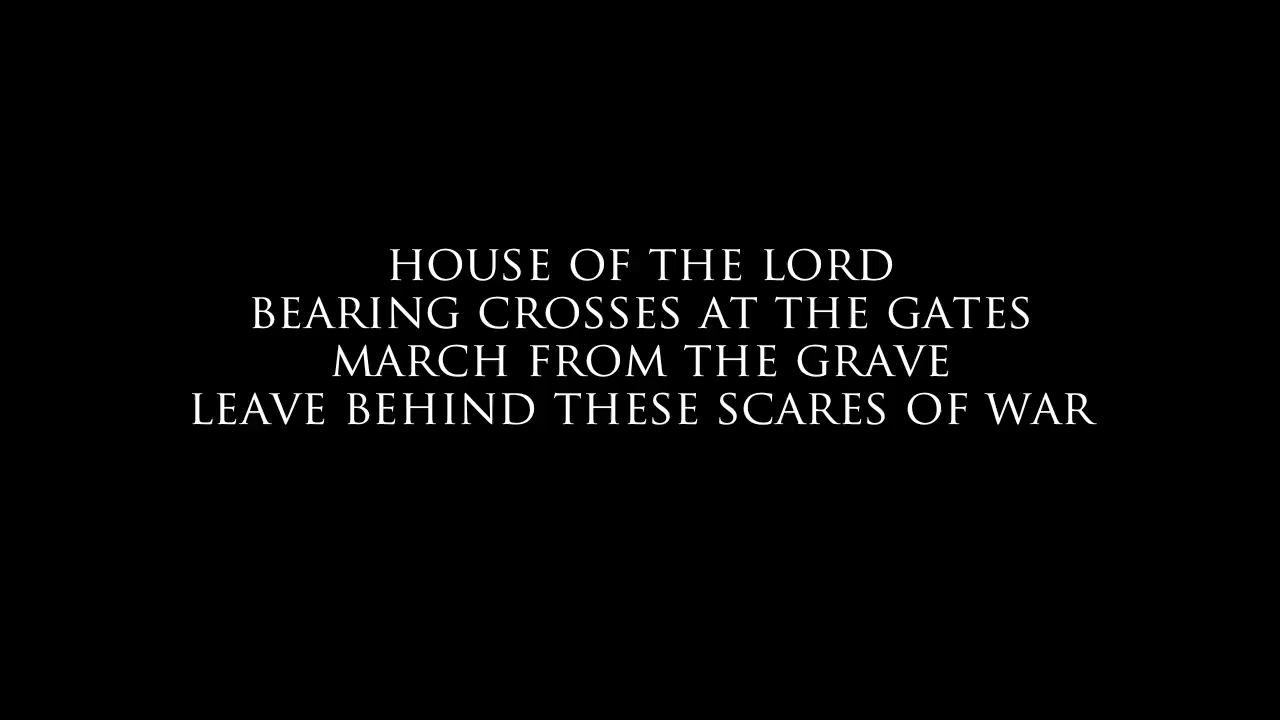 HOUSE OF THE LORD
BEARING CROSSES AT THE GATES
MARCH FROM THE GRAVE
LEAVE BEHIND THESE SCARES OF WAR